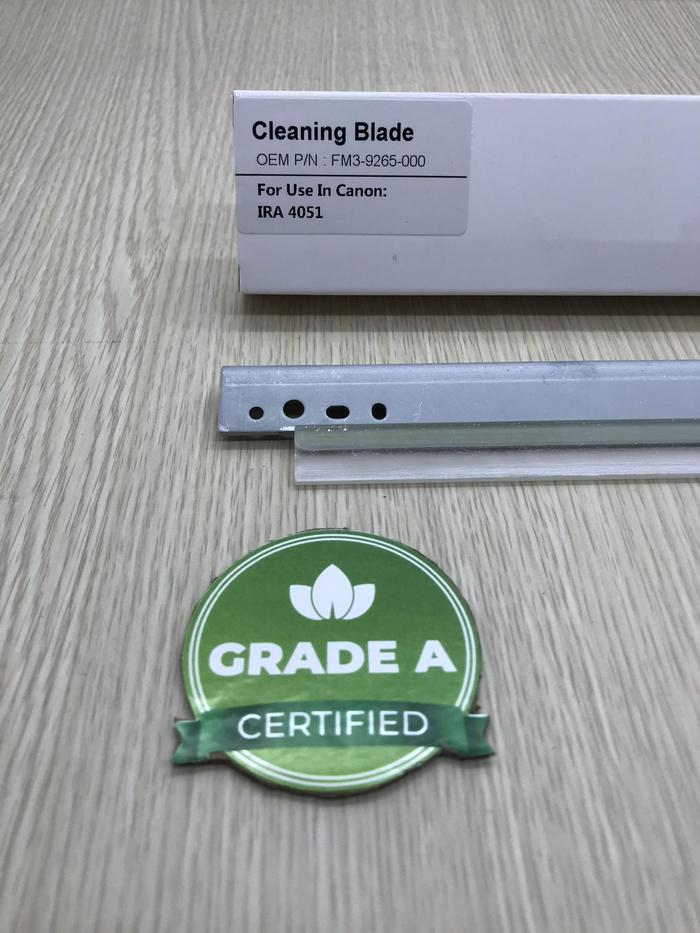 Cleaning Blade
OEM P/N : FM3-9265-000
For Use In Canon:
IRA 4051
GRADE A
CERTIFIED